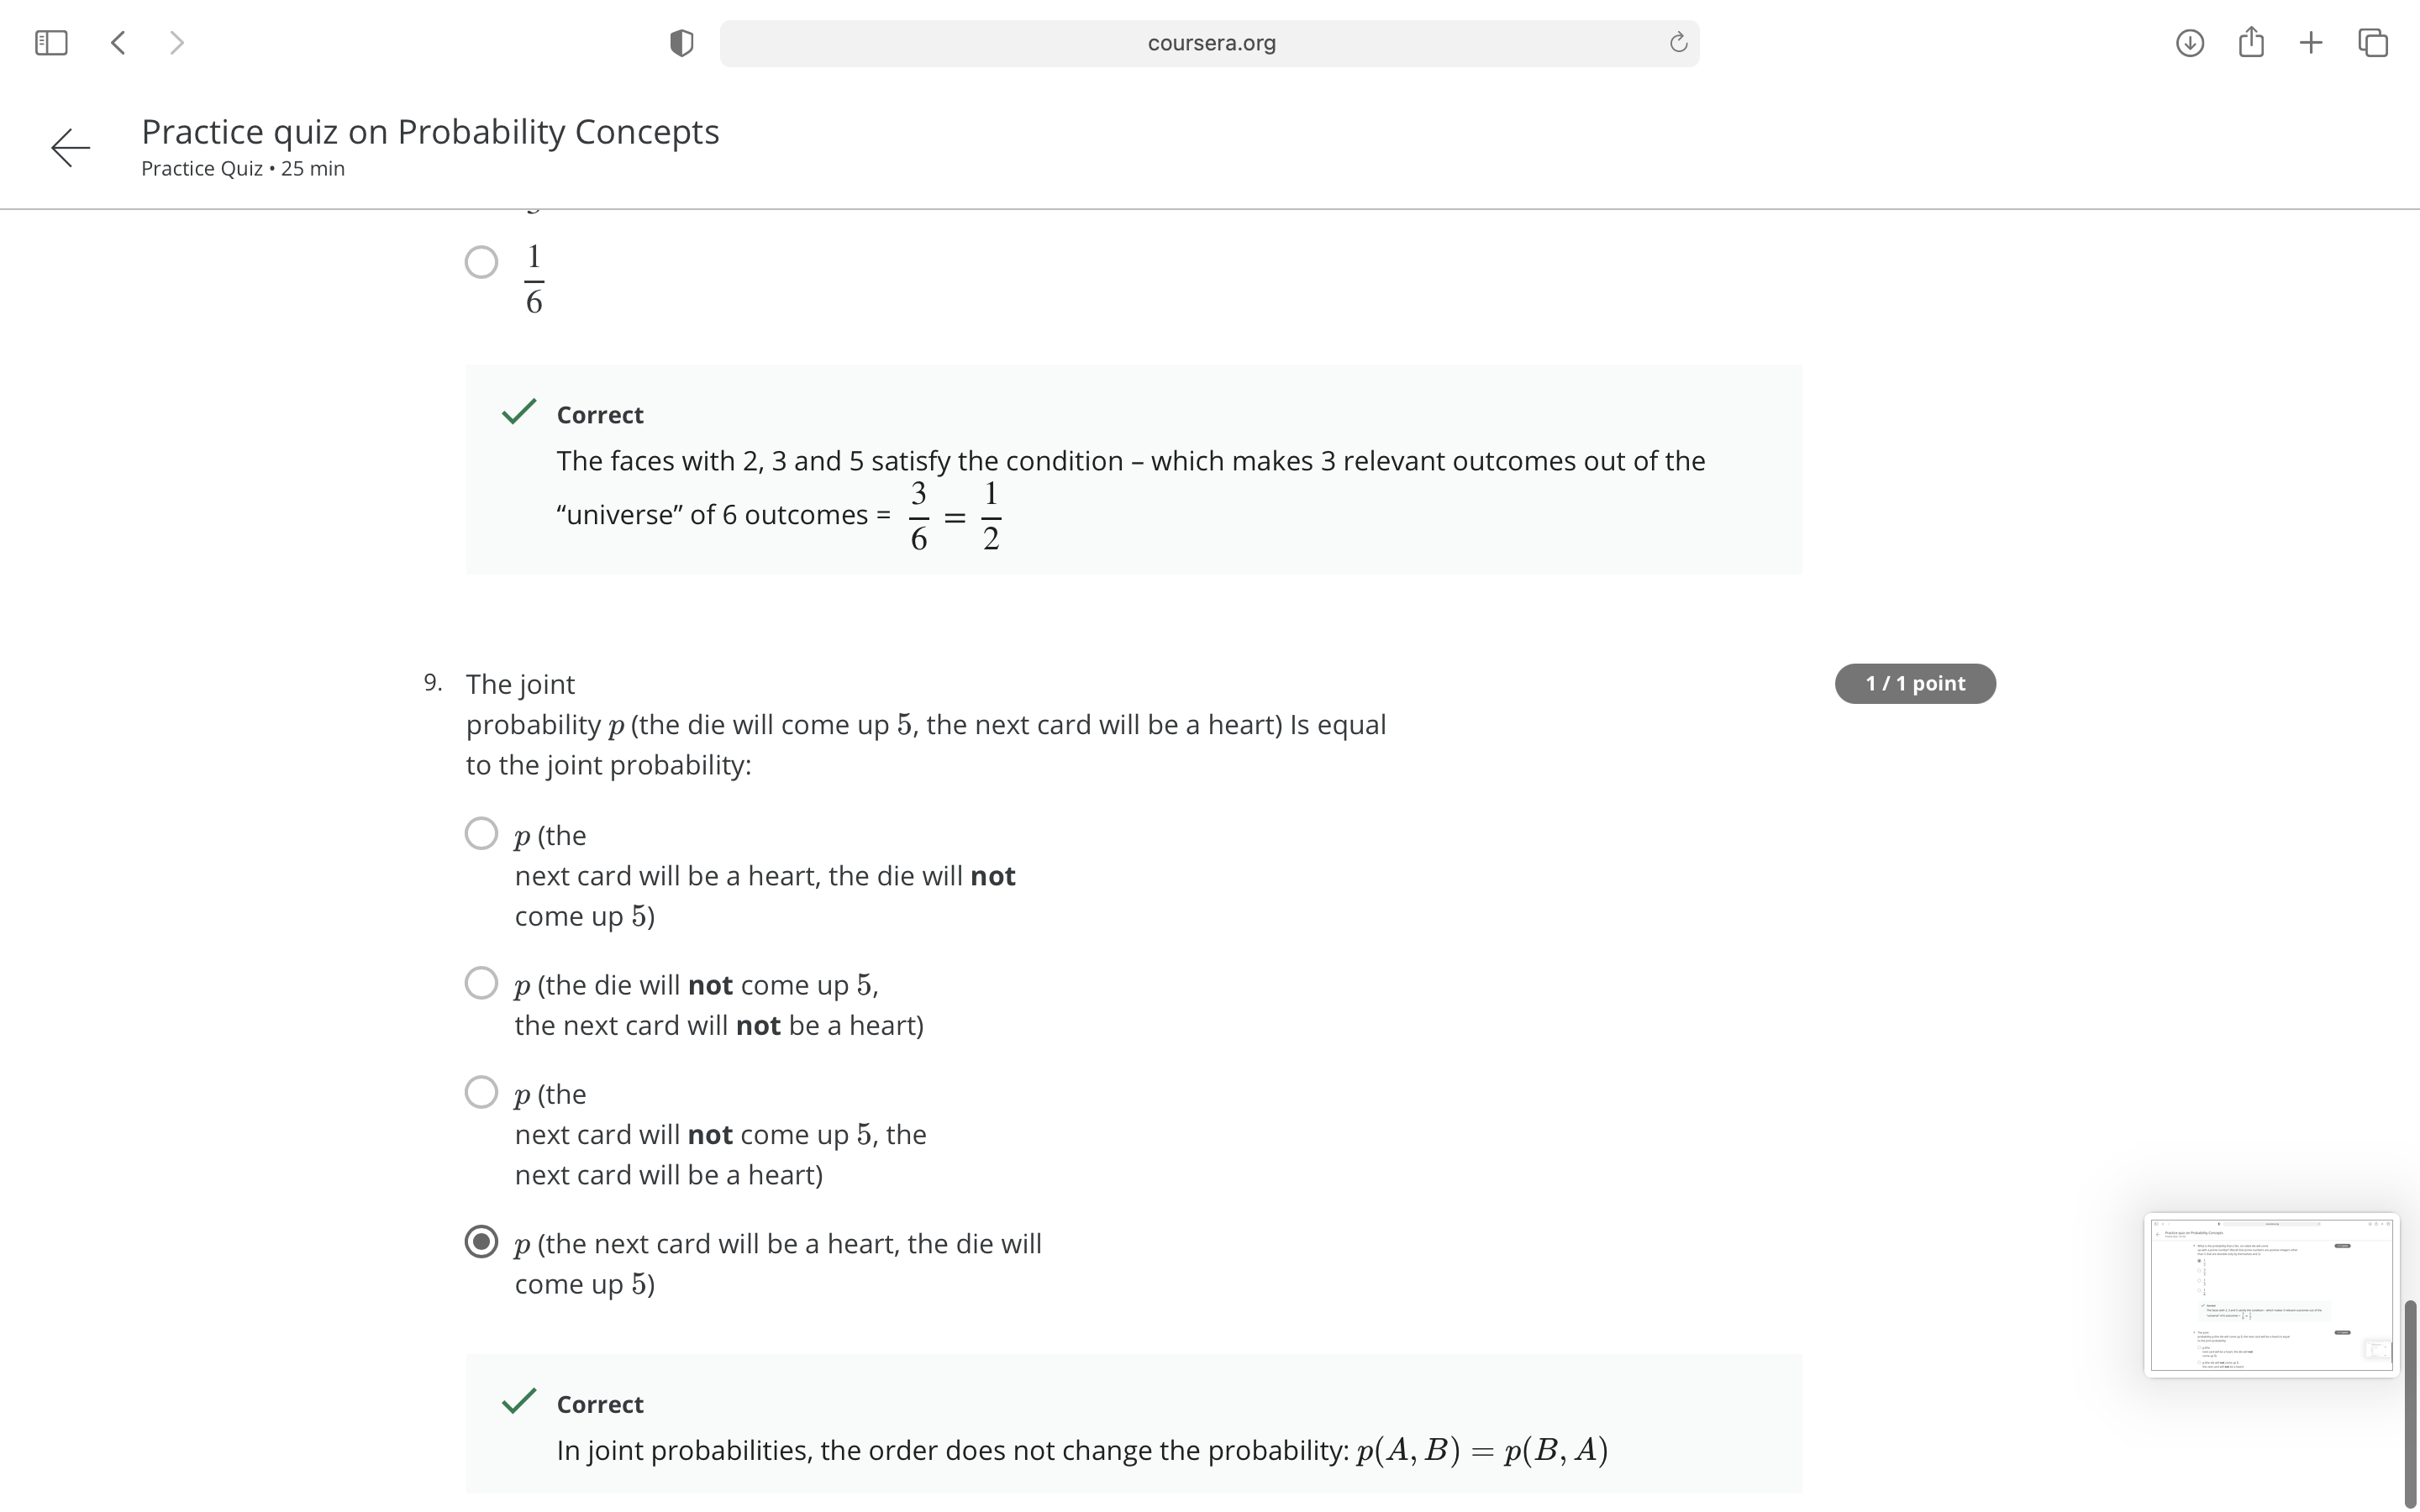 coursera.org
Practice quiz on Probability Concepts
Practice Quiz • 25 min
1
6
Correct
The faces with 2, 3 and 5 satisfy the condition – which makes 3 relevant outcomes out of the
“universe” of 6 outcomes = 3/6 = 1/2
9. The joint
1 / 1 point
probability p (the die will come up 5, the next card will be a heart) Is equal
to the joint probability:
p (the
next card will be a heart, the die will not
come up 5)
p (the die will not come up 5,
the next card will not be a heart)
p (the
next card will not come up 5, the
next card will be a heart)
p (the next card will be a heart, the die will
come up 5)
Correct
In joint probabilities, the order does not change the probability: p(A, B) = p(B, A)